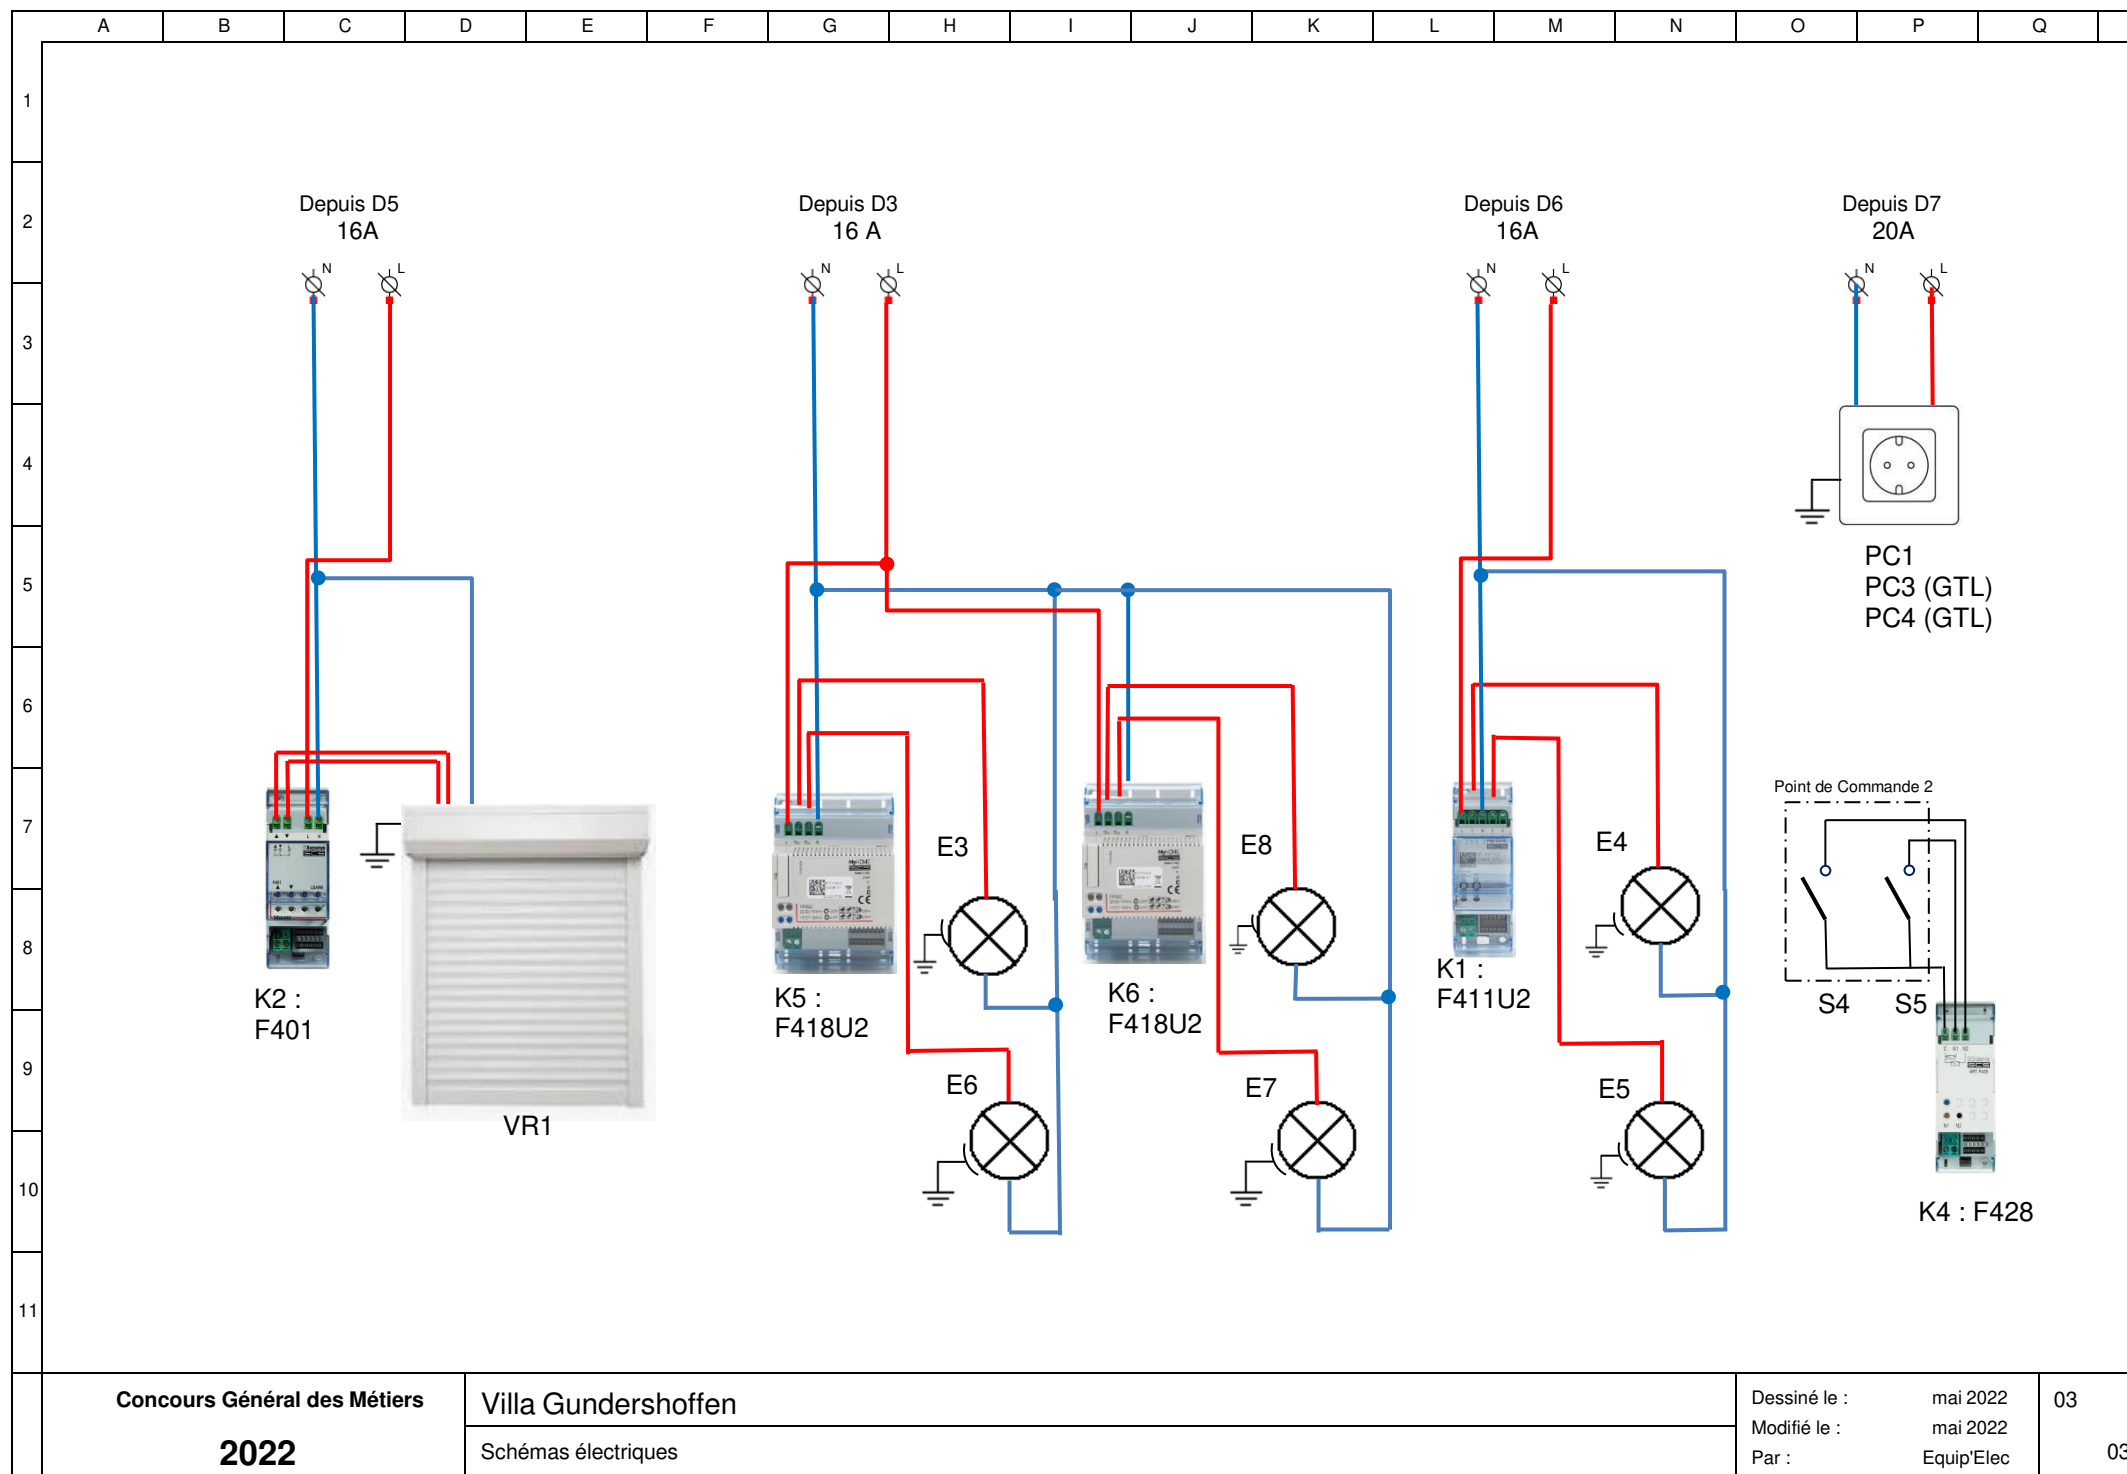 A B C D E F G H I J K L M N O P Q
1
2
3
4
5
6
7
8
9
10
11
Depuis D5
16A
N L
Depuis D3
16 A
N L
Depuis D6
16A
N L
Depuis D7
20A
N L
PC1
PC3 (GTL)
PC4 (GTL)
Point de Commande 2
S4 S5
K4 : F428
K2 :
F401
VR1
K5 :
F418U2
E3
E6
K6 :
F418U2
E8
E7
K1 :
F411U2
E4
E5
Concours Général des Métiers
2022
Villa Gundershoffen
Schémas électriques
Dessiné le : mai 2022
Modifié le : mai 2022
Par : Equip'Elec
03
03